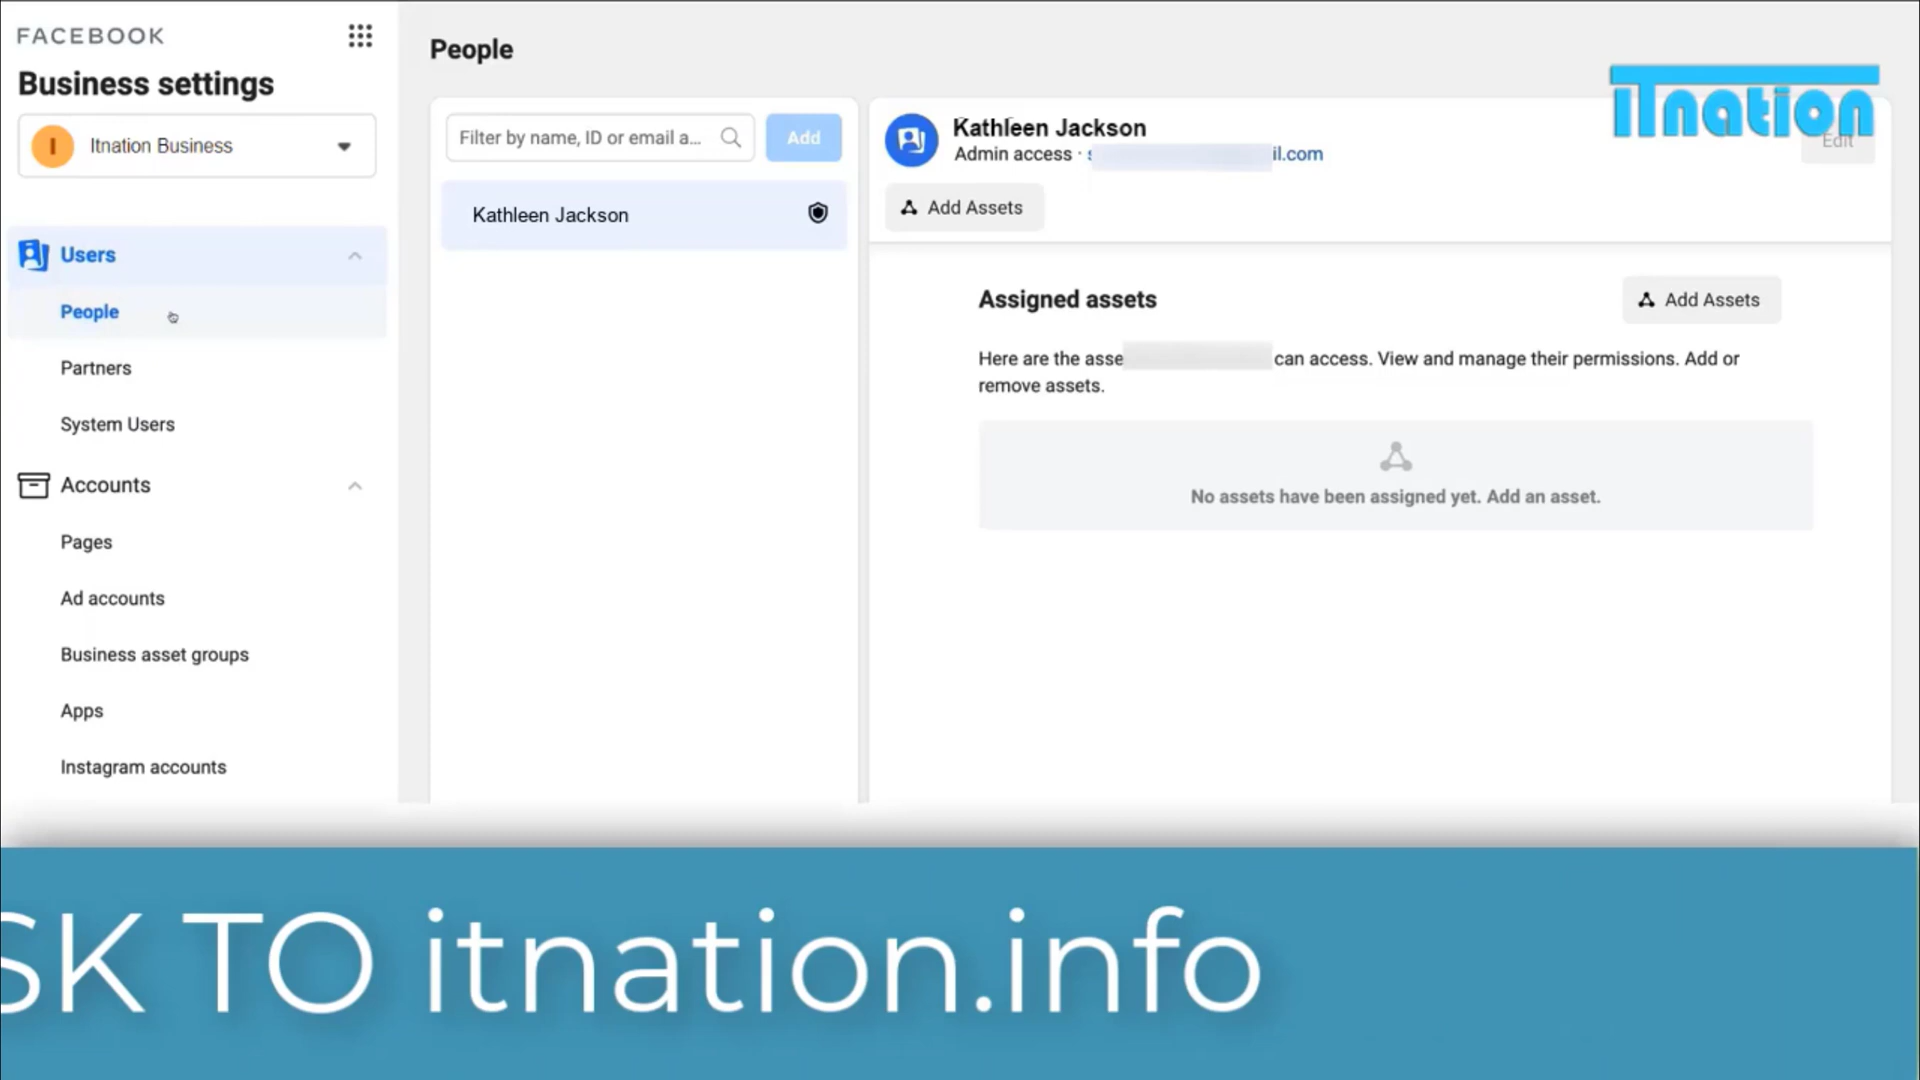 FACEBOOK
Business settings
I
Itnation Business
Users
People
Partners
System Users
Accounts
Pages
Ad accounts
Business asset groups
Apps
Instagram accounts
People
Filter by name, ID or email a...
Add
Kathleen Jackson
Kathleen Jackson
Admin access · s il.com
Edit
ITnation
Add Assets
Assigned assets
Add Assets
Here are the asse can access. View and manage their permissions. Add or
remove assets.
No assets have been assigned yet. Add an asset.
SK TO itnation.info